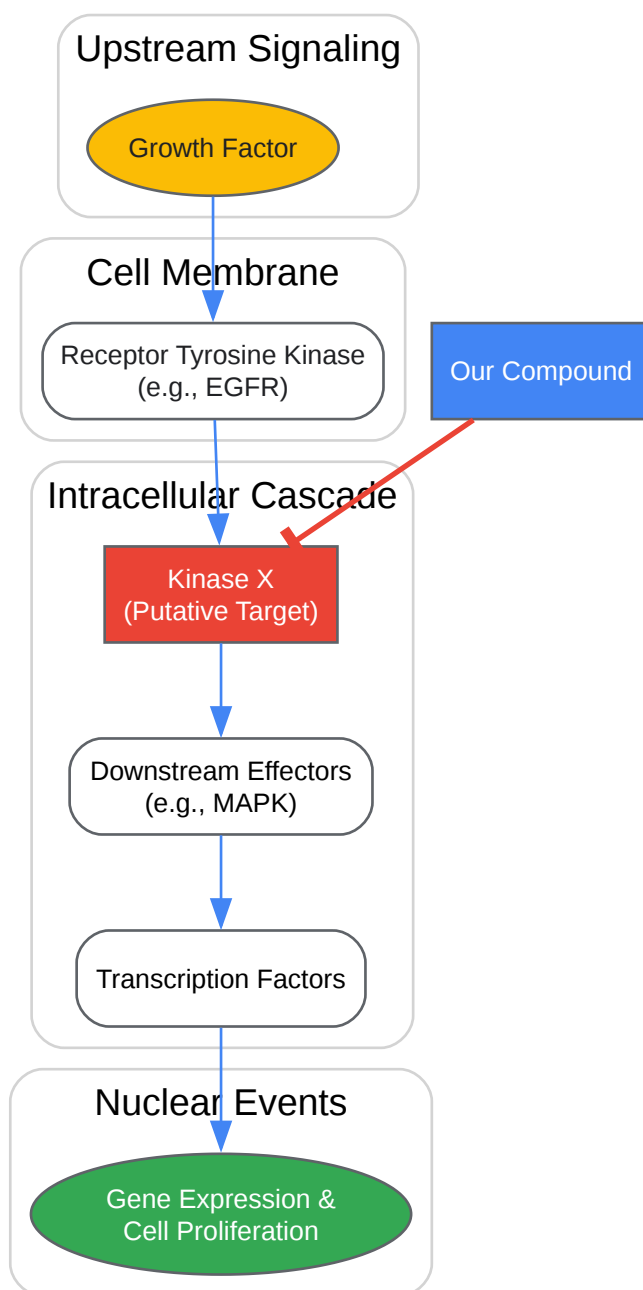 Upstream Signaling
Growth Factor
Cell Membrane
Receptor Tyrosine Kinase
(e.g., EGFR)
Our Compound
Intracellular Cascade
Kinase X
(Putative Target)
Downstream Effectors
(e.g., MAPK)
Transcription Factors
Nuclear Events
Gene Expression &
Cell Proliferation